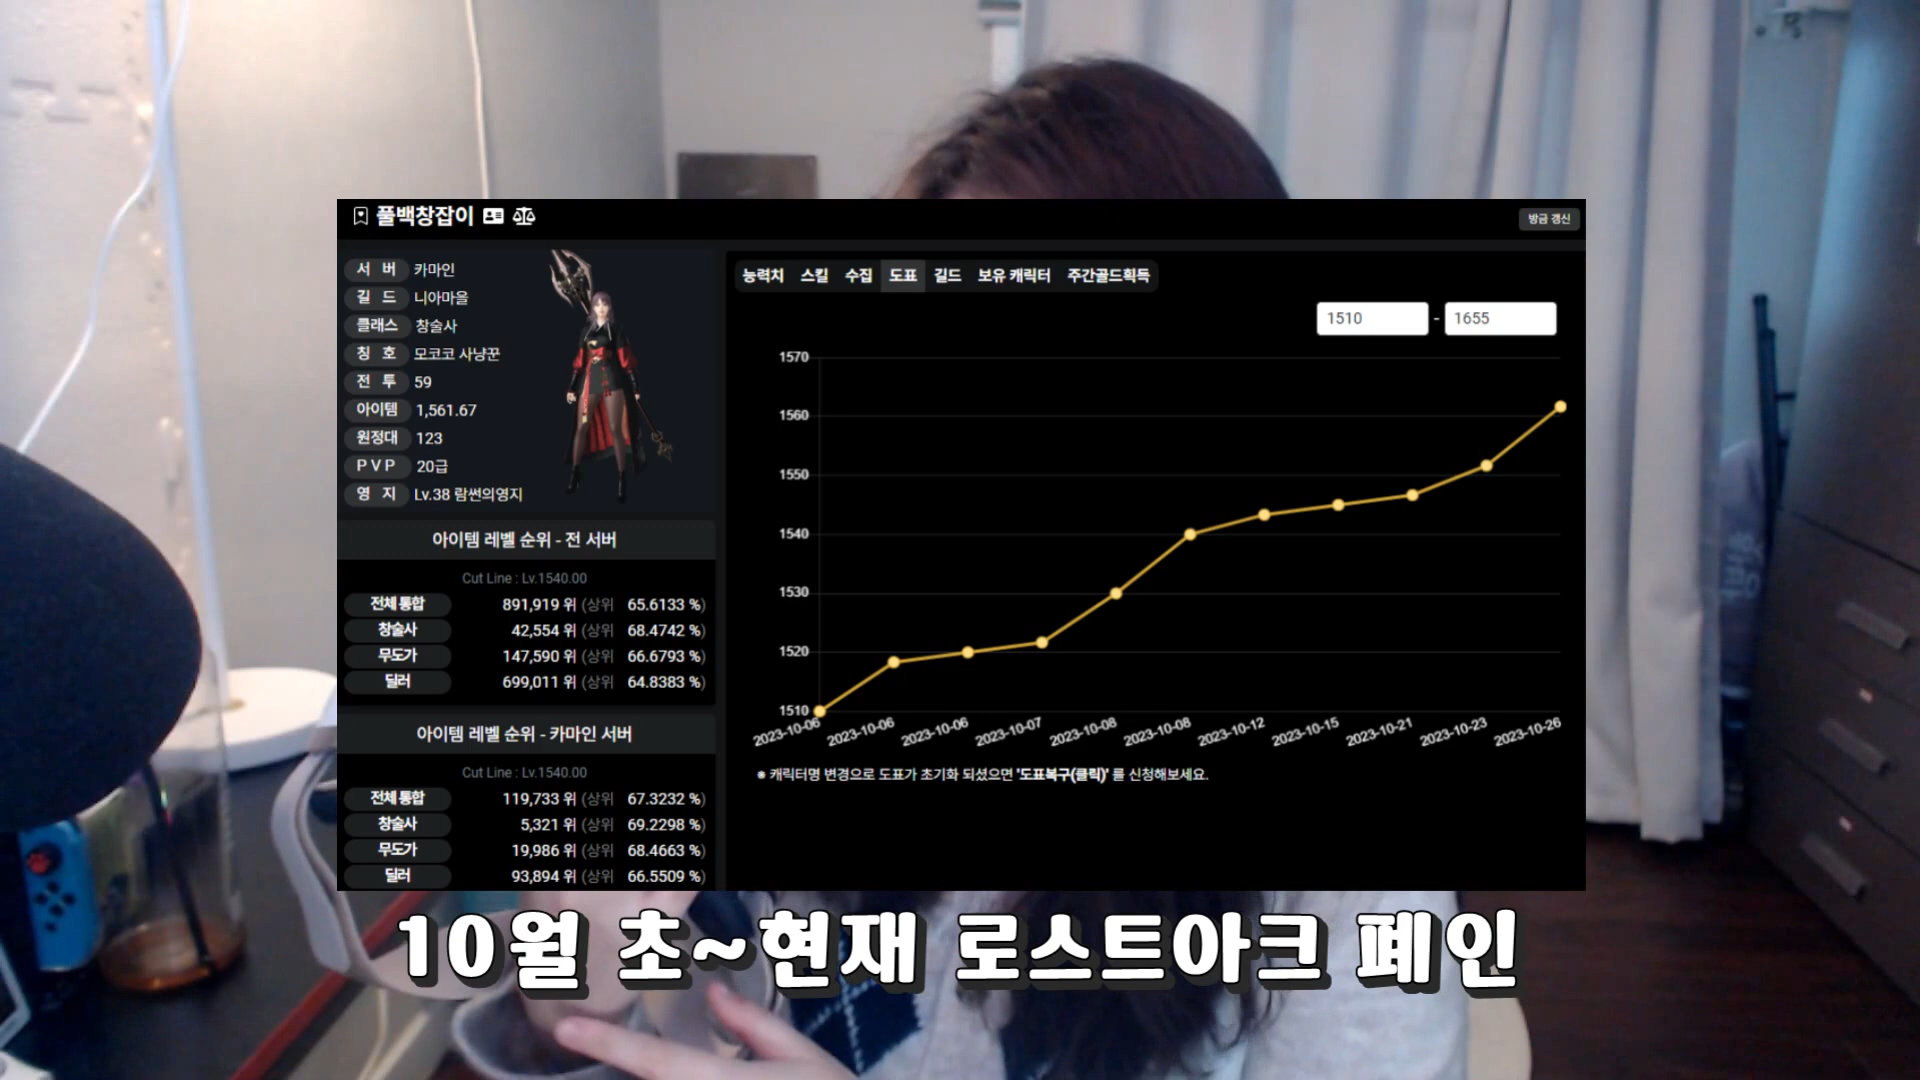 풀백창잡이
방금 갱신
서 버 카마인
길 드 니아마을
클래스 창술사
칭 호 모코코 사냥꾼
전 투 59
아이템 1,561.67
원정대 123
PVP 20급
영 지 Lv.38 람썬의영지
아이템 레벨 순위 - 전 서버
Cut Line : Lv.1540.00
전체 통합 891,919 위 (상위 65.6133 %)
창술사 42,554 위 (상위 68.4742 %)
무도가 147,590 위 (상위 66.6793 %)
딜러 699,011 위 (상위 64.8383 %)
아이템 레벨 순위 - 카마인 서버
Cut Line : Lv.1540.00
전체 통합 119,733 위 (상위 67.3232 %)
창술사 5,321 위 (상위 69.2298 %)
무도가 19,986 위 (상위 68.4663 %)
딜러 93,894 위 (상위 66.5509 %)
능력치 스킬 수집 도표 길드 보유 캐릭터 주간골드획득
1510 - 1655
1570
1560
1550
1540
1530
1520
1510
2023-10-06 2023-10-06 2023-10-06 2023-10-07 2023-10-08 2023-10-08 2023-10-12 2023-10-15 2023-10-21 2023-10-23 2023-10-26
※ 캐릭터명 변경으로 도표가 초기화 되셨으면 '도표복구(클릭)' 를 신청해보세요.
10월 초~현재 로스트아크 폐인